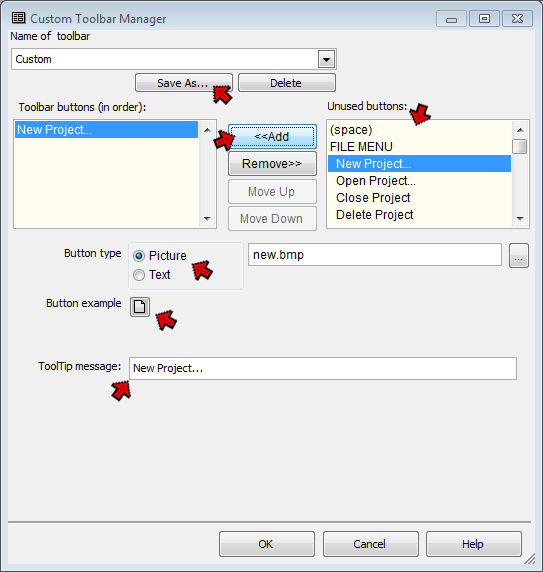 Custom Toolbar Manager
Name of toolbar
Custom
Save As...
Delete
Toolbar buttons (in order):
Unused buttons:
New Project...
<<Add
Remove>>
Move Up
Move Down
(space)
FILE MENU
New Project...
Open Project...
Close Project
Delete Project
Button type
Picture
Text
new.bmp
...
Button example
ToolTip message:
New Project...
OK
Cancel
Help